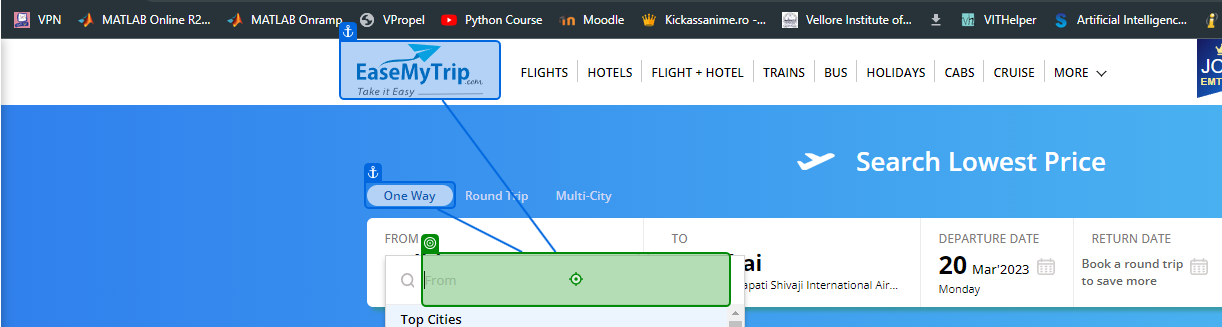 VPN MATLAB Online R2... MATLAB Onramp VPropel Python Course Moodle Kickassanime.ro -... Vellore Institute of... VITHelper Artificial Intelligenc...
EaseMyTrip.com
Take it Easy
FLIGHTS HOTELS FLIGHT + HOTEL TRAINS BUS HOLIDAYS CABS CRUISE MORE
EMT
Search Lowest Price
One Way Round Trip Multi-City
FROM TO DEPARTURE DATE RETURN DATE
From
ai
20 Mar'2023
Book a round trip
to save more
apati Shivaji International Air...
Monday
Top Cities